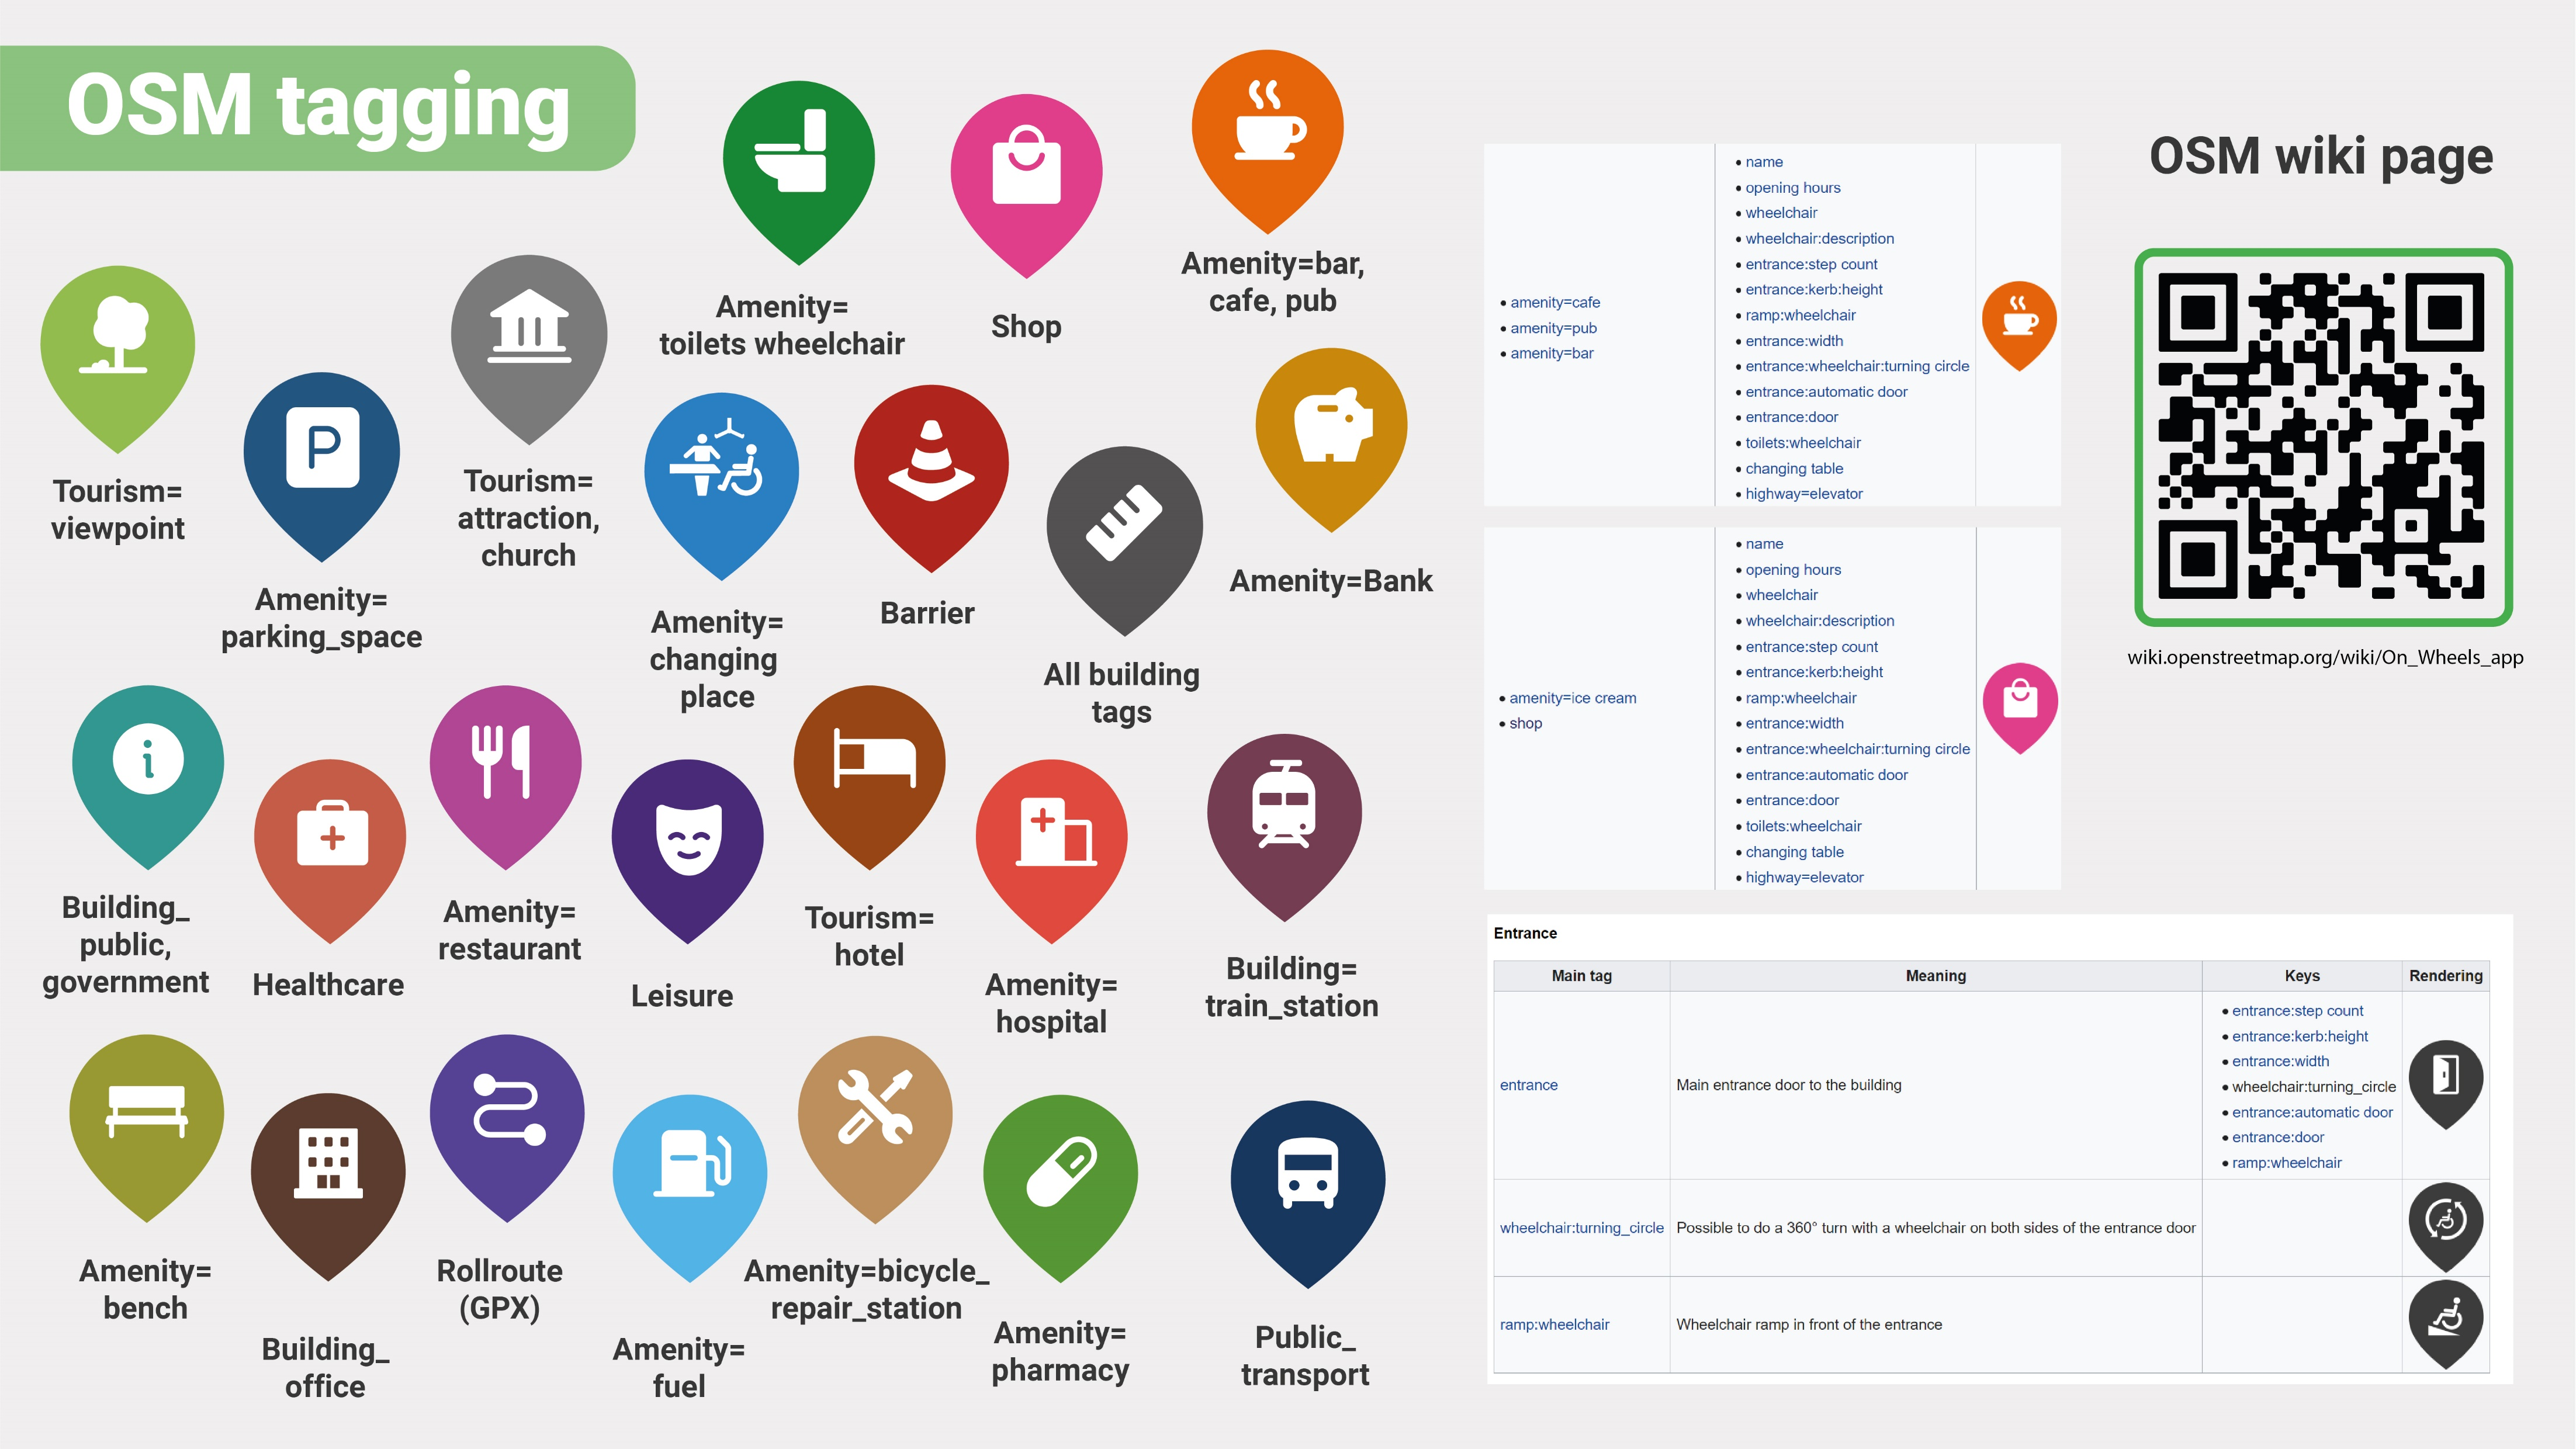 OSM tagging
Amenity=
toilets wheelchair
Shop
Amenity=bar,
cafe, pub
Tourism=
viewpoint
P
Amenity=
parking_space
Tourism=
attraction,
church
Amenity=
changing
place
Barrier
All building
tags
Amenity=Bank
i
Building_
public,
government
Healthcare
Amenity=
restaurant
Leisure
Tourism=
hotel
Amenity=
hospital
Building=
train_station
Amenity=
bench
Building_
office
Rollroute
(GPX)
Amenity=
fuel
Amenity=bicycle_
repair_station
Amenity=
pharmacy
Public_
transport
• amenity=cafe
• amenity=pub
• amenity=bar
• name
• opening hours
• wheelchair
• wheelchair:description
• entrance:step count
• entrance:kerb:height
• ramp:wheelchair
• entrance:width
• entrance:wheelchair:turning circle
• entrance:automatic door
• entrance:door
• toilets:wheelchair
• changing table
• highway=elevator
• amenity=ice cream
• shop
• name
• opening hours
• wheelchair
• wheelchair:description
• entrance:step count
• entrance:kerb:height
• ramp:wheelchair
• entrance:width
• entrance:wheelchair:turning circle
• entrance:automatic door
• entrance:door
• toilets:wheelchair
• changing table
• highway=elevator
OSM wiki page
wiki.openstreetmap.org/wiki/On_Wheels_app
Entrance
Main tag Meaning Keys Rendering
entrance
Main entrance door to the building
• entrance:step count
• entrance:kerb:height
• entrance:width
• wheelchair:turning_circle
• entrance:automatic door
• entrance:door
• ramp:wheelchair
wheelchair:turning_circle Possible to do a 360° turn with a wheelchair on both sides of the entrance door
ramp:wheelchair Wheelchair ramp in front of the entrance